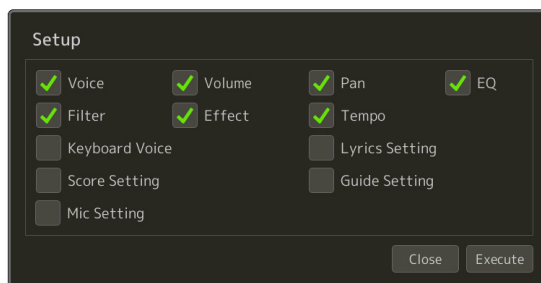 Setup
Voice Volume Pan EQ
Filter Effect Tempo
Keyboard Voice Lyrics Setting
Score Setting Guide Setting
Mic Setting
Close Execute